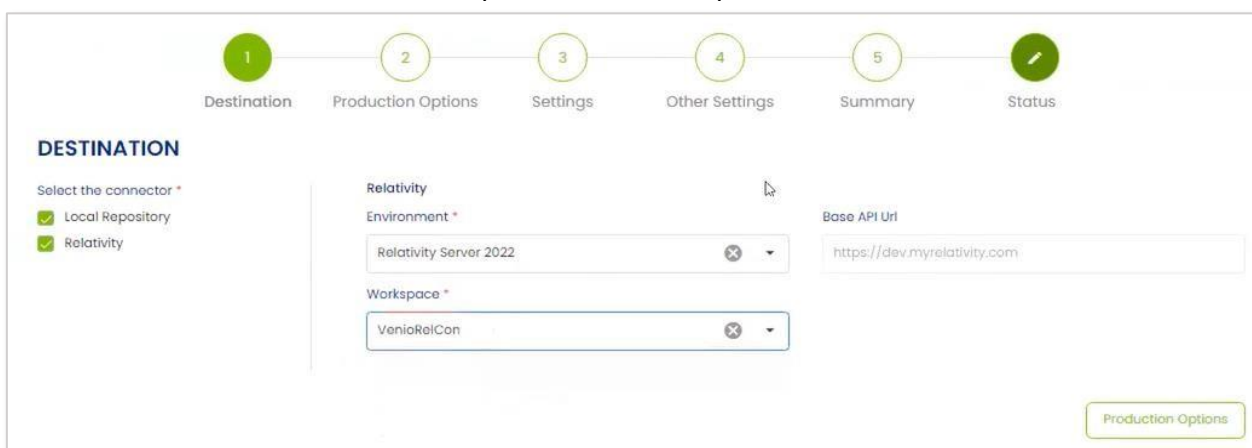 1 2 3 4 5
Destination Production Options Settings Other Settings Summary Status
DESTINATION
Select the connector * Relativity
Local Repository Environment * Base API Url
Relativity Relativity Server 2022 https://dev.myrelativity.com
Workspace *
VenioRelCon
Production Options